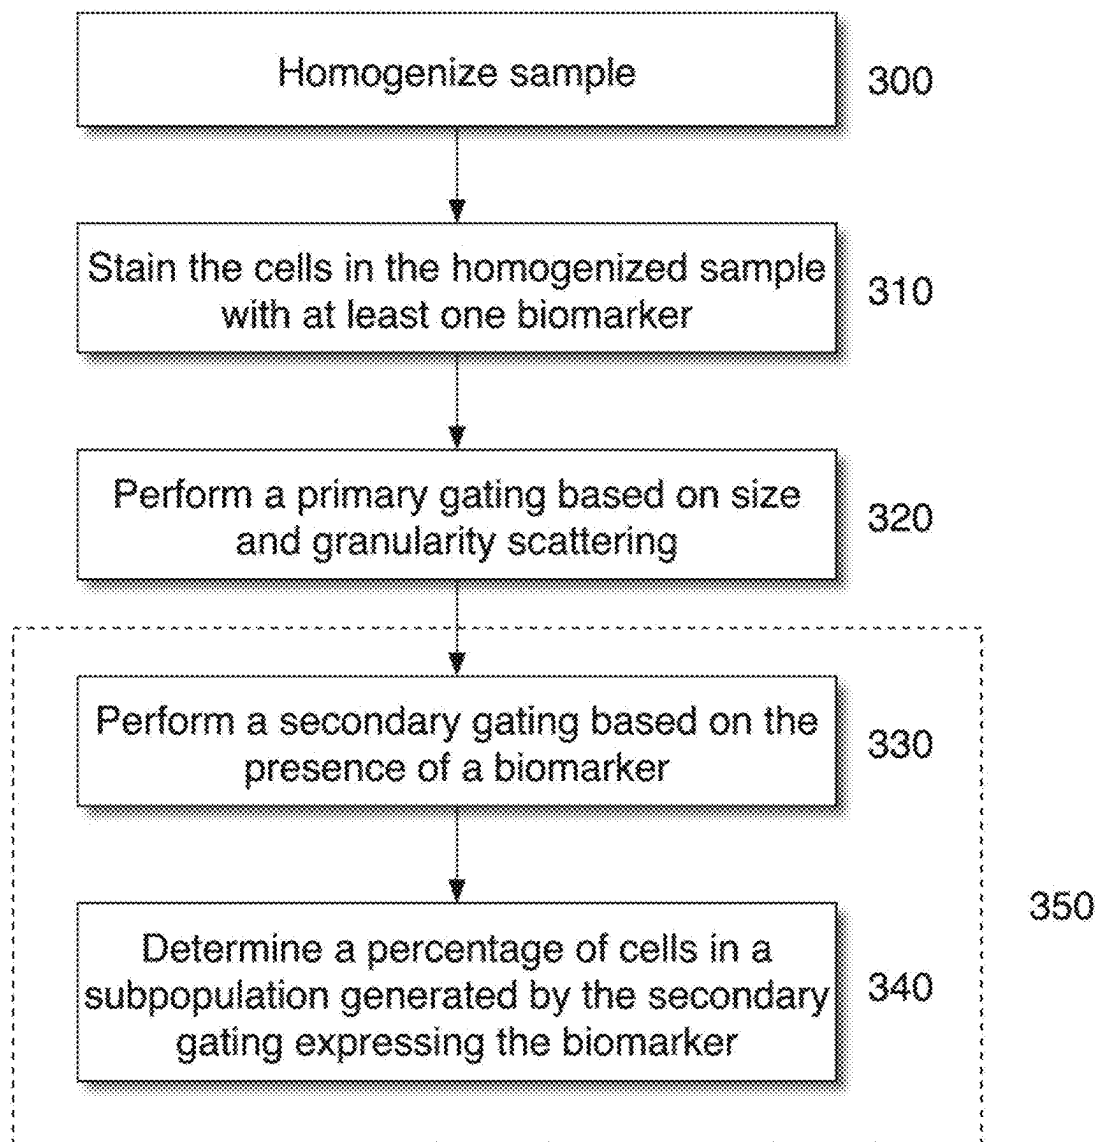 Homogenize sample
300
Stain the cells in the homogenized sample
with at least one biomarker
310
Perform a primary gating based on size
and granularity scattering
320
Perform a secondary gating based on the
presence of a biomarker
330
350
Determine a percentage of cells in a
subpopulation generated by the secondary
gating expressing the biomarker
340